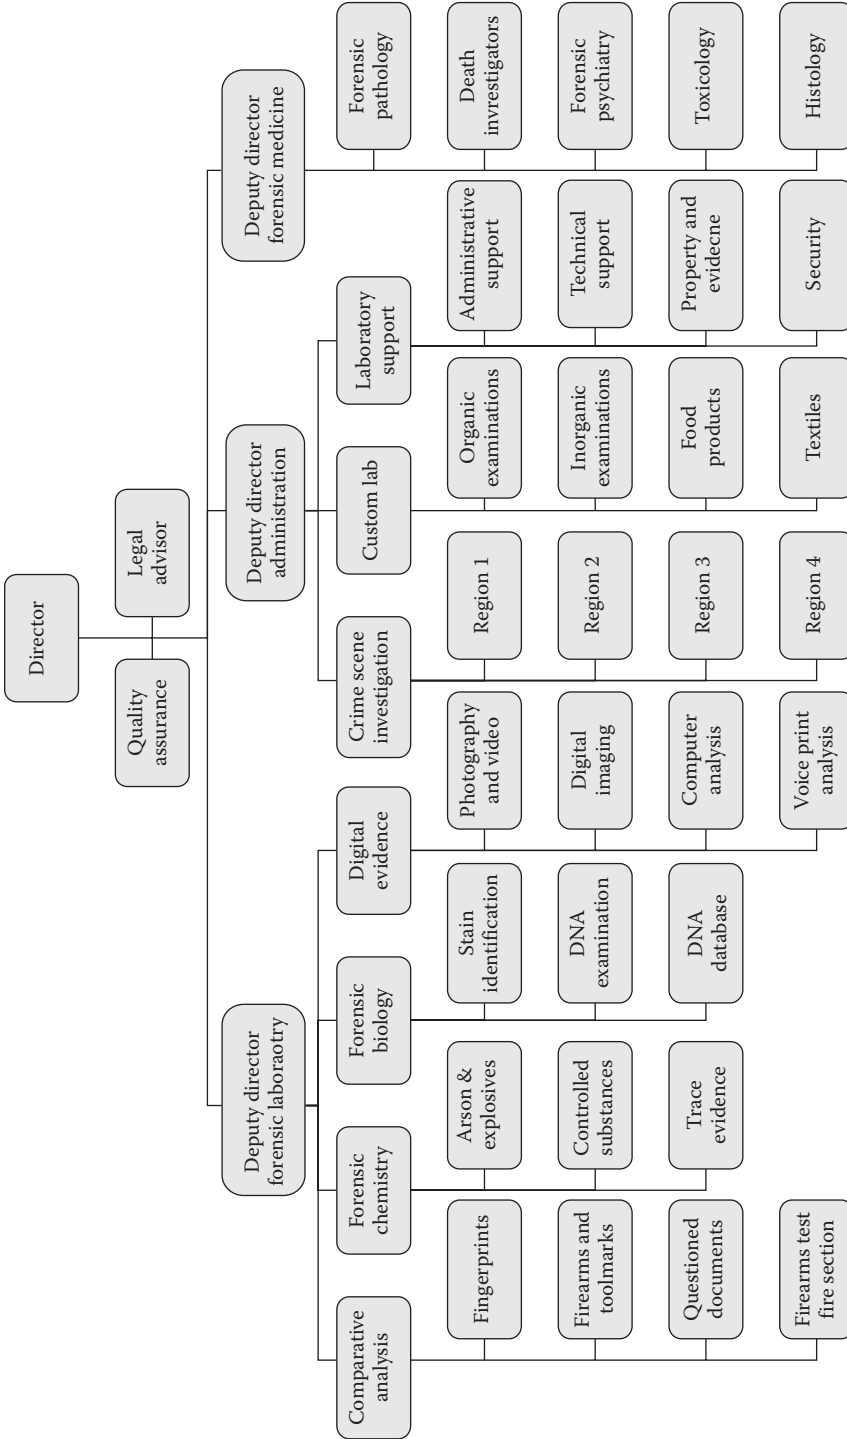 Director
Quality
assurance
Legal
advisor
Deputy director
forensic laboraotry
Deputy director
administration
Deputy director
forensic medicine
Comparative
analysis
Forensic
chemistry
Forensic
biology
Digital
evidence
Crime scene
investigation
Custom lab
Laboratory
support
Forensic
pathology
Fingerprints
Arson &
explosives
Stain
identification
Photography
and video
Region 1
Organic
examinations
Administrative
support
Death
invrestigators
Firearms and
toolmarks
Controlled
substances
DNA
examination
Digital
imaging
Region 2
Inorganic
examinations
Technical
support
Forensic
psychiatry
Questioned
documents
Trace
evidence
DNA
database
Computer
analysis
Region 3
Food
products
Property and
evidecne
Toxicology
Firearms test
fire section
Voice print
analysis
Region 4
Textiles
Security
Histology